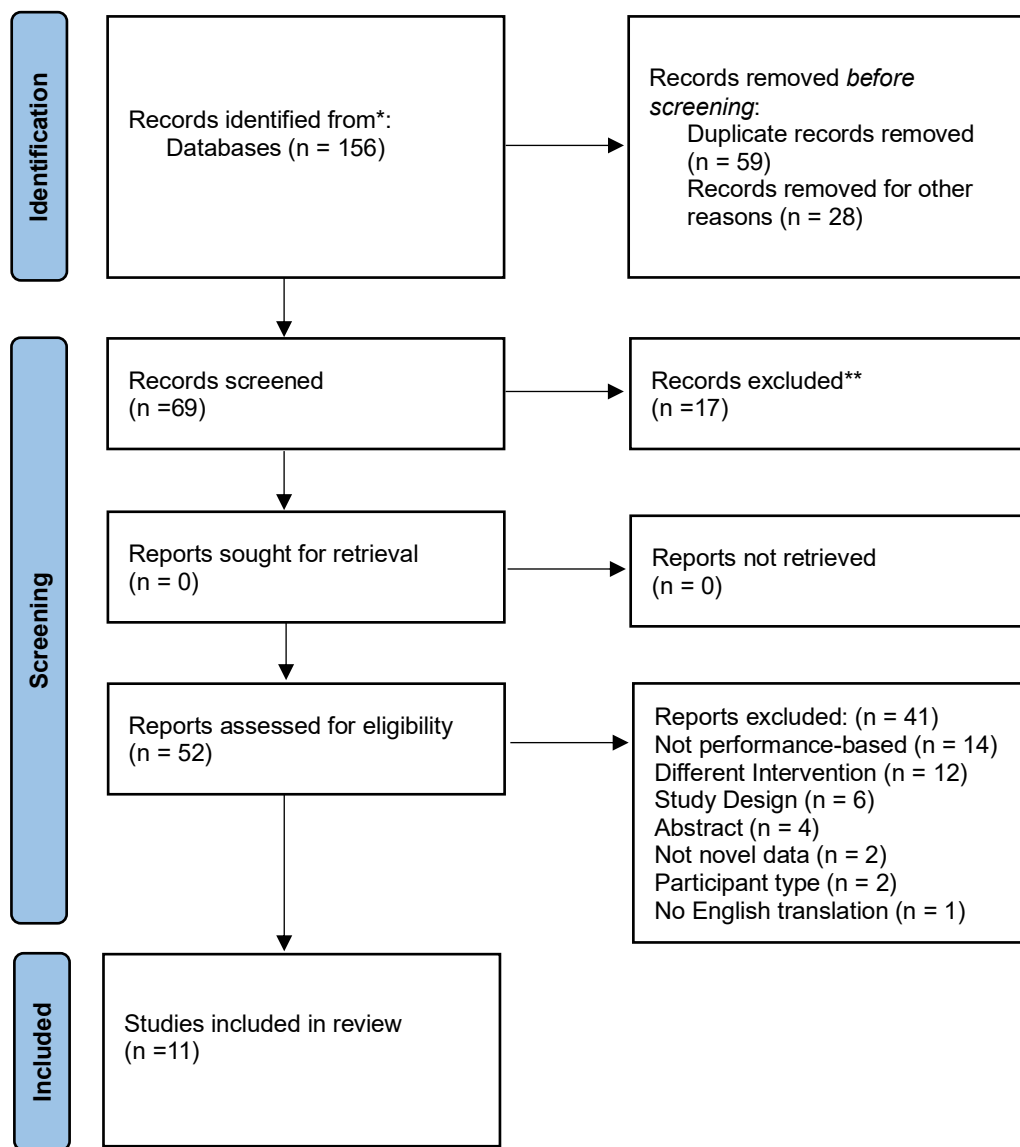 Identification
Records identified from*:
Databases (n = 156)
Records removed before
screening:
Duplicate records removed
(n = 59)
Records removed for other
reasons (n = 28)
Screening
Records screened
(n =69)
Records excluded**
(n =17)
Reports sought for retrieval
(n = 0)
Reports not retrieved
(n = 0)
Reports assessed for eligibility
(n = 52)
Reports excluded: (n = 41)
Not performance-based (n = 14)
Different Intervention (n = 12)
Study Design (n = 6)
Abstract (n = 4)
Not novel data (n = 2)
Participant type (n = 2)
No English translation (n = 1)
Included
Studies included in review
(n =11)